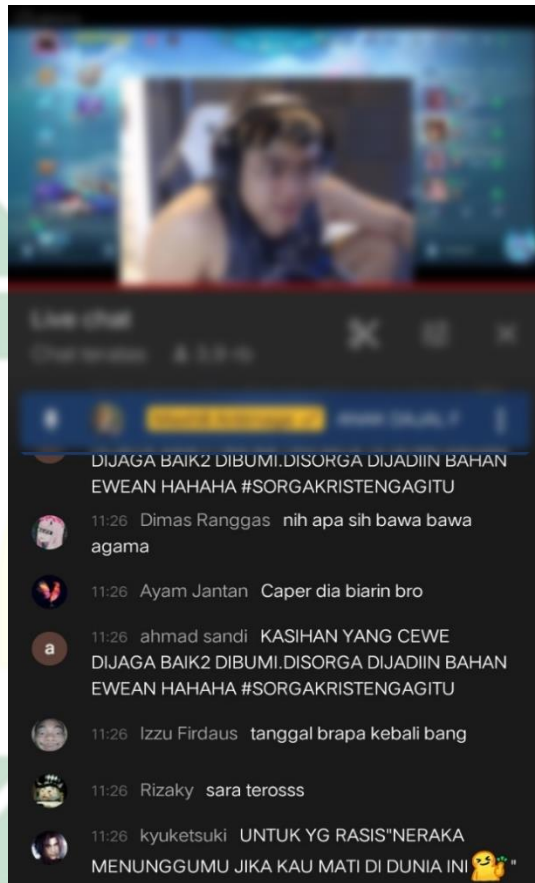 Live chat
DIJAGA BAIK2 DIBUMI.DISORGA DIJADIIN BAHAN
EWEAN HAHAHA #SORGAKRISTENGAGITU
11:26 Dimas Ranggas nih apa sih bawa bawa
agama
11:26 Ayam Jantan Caper dia biarin bro
a
11:26 ahmad sandi KASIHAN YANG CEWE
DIJAGA BAIK2 DIBUMI.DISORGA DIJADIIN BAHAN
EWEAN HAHAHA #SORGAKRISTENGAGITU
11:26 Izzu Firdaus tanggal brapa kebali bang
11:26 Rizaky sara terosss
11:26 kyuketsuki UNTUK YG RASIS"NERAKA
MENUNGGUMU JIKA KAU MATI DI DUNIA INI "